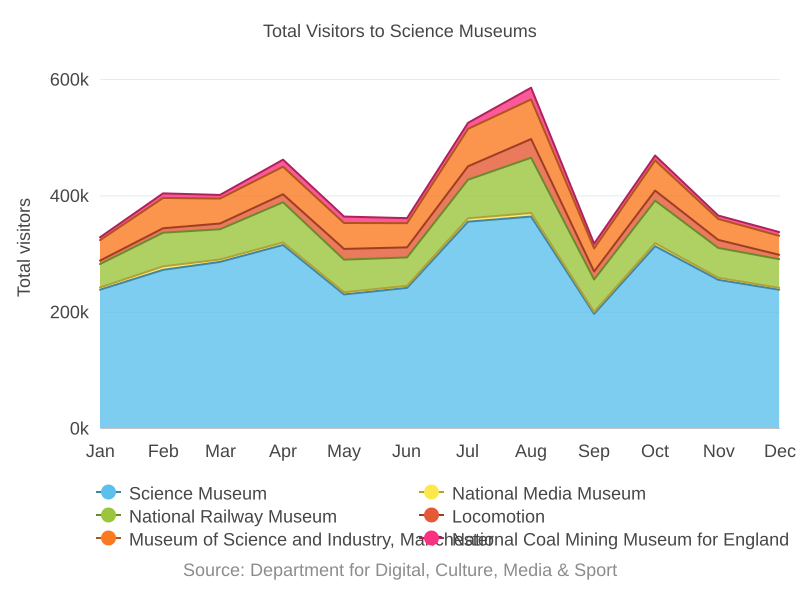 Total Visitors to Science Museums
Total visitors
600k
400k
200k
0k
Jan Feb Mar Apr May Jun Jul Aug Sep Oct Nov Dec
Science Museum
National Media Museum
National Railway Museum
Locomotion
Museum of Science and Industry, Manchester
National Coal Mining Museum for England
Source: Department for Digital, Culture, Media & Sport